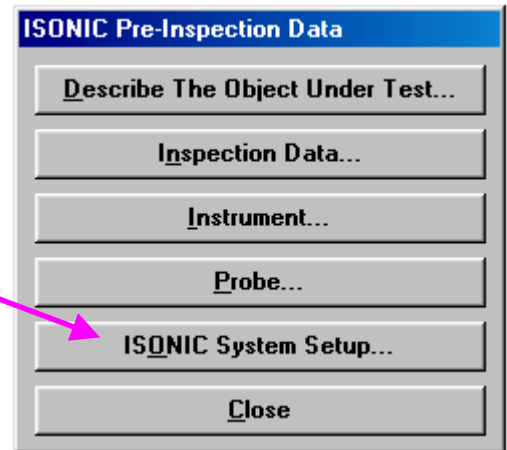 ISONIC Pre-Inspection Data
Describe The Object Under Test...
Inspection Data...
Instrument...
Probe...
ISONIC System Setup...
Close